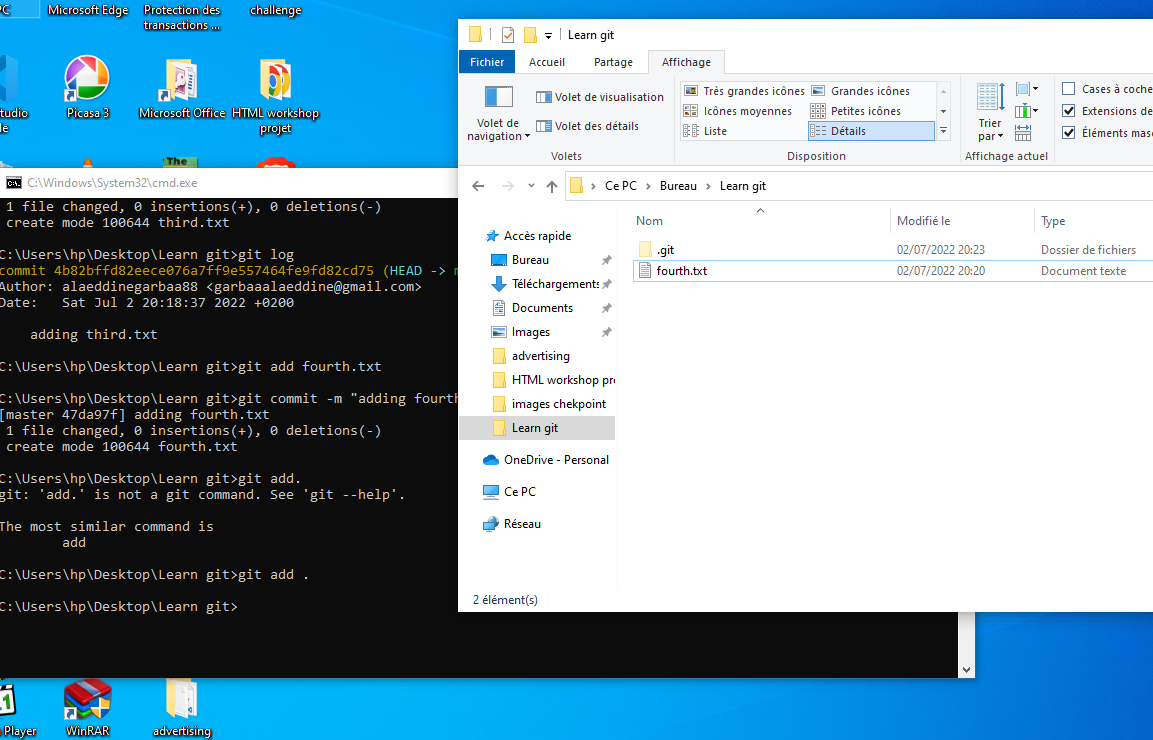 PC
Microsoft Edge
Protection des
transactions ...
challenge
tudio
le
Picasa 3
Microsoft Office
HTML workshop
projet
The
C:\Windows\System32\cmd.exe
1 file changed, 0 insertions(+), 0 deletions(-)
create mode 100644 third.txt
C:\Users\hp\Desktop\Learn git>git log
commit 4b82bffd82eece076a7ff9e557464fe9fd82cd75 (HEAD -> m
Author: alaeddinegarbaa88 <garbaaalaeddine@gmail.com>
Date:   Sat Jul 2 20:18:37 2022 +0200
adding third.txt
C:\Users\hp\Desktop\Learn git>git add fourth.txt
C:\Users\hp\Desktop\Learn git>git commit -m "adding fourth
[master 47da97f] adding fourth.txt
1 file changed, 0 insertions(+), 0 deletions(-)
create mode 100644 fourth.txt
C:\Users\hp\Desktop\Learn git>git add.
git: 'add.' is not a git command. See 'git --help'.
The most similar command is
add
C:\Users\hp\Desktop\Learn git>git add .
C:\Users\hp\Desktop\Learn git>
Learn git
Fichier
Accueil
Partage
Affichage
Volet de
navigation
Volet de visualisation
Volet des détails
Volets
Très grandes icônes
Grandes icônes
Icônes moyennes
Petites icônes
Liste
Détails
Disposition
Trier
par
Affichage actuel
Cases à coche
Extensions de
Éléments mas
Ce PC > Bureau > Learn git
Nom
Modifié le
Type
.git
02/07/2022 20:23
Dossier de fichiers
fourth.txt
02/07/2022 20:20
Document texte
Accès rapide
Bureau
Téléchargements
Documents
Images
advertising
HTML workshop pro
images chekpoint
Learn git
OneDrive - Personal
Ce PC
Réseau
2 élément(s)
Player
WinRAR
advertising